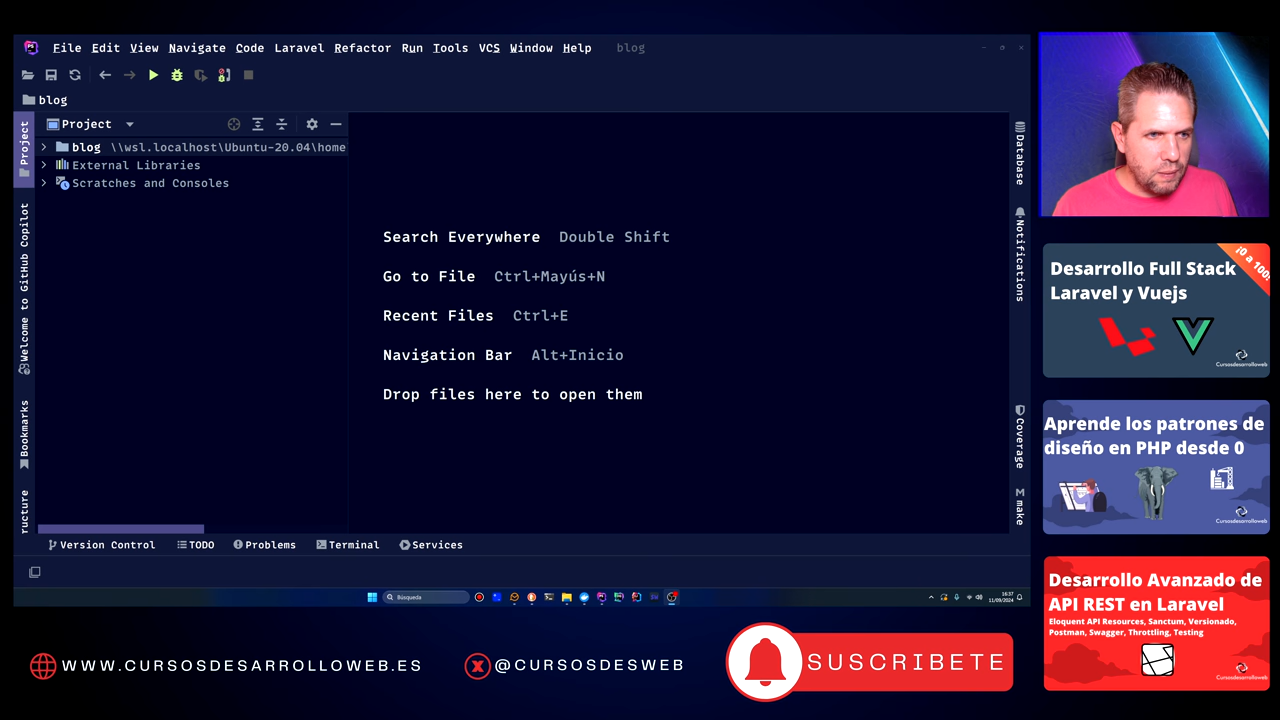 File Edit View Navigate Code Laravel Refactor Run Tools VCS Window Help blog
blog
Project
blog \\wsl.localhost\Ubuntu-20.04\home
External Libraries
Scratches and Consoles
Project
Welcome to GitHub Copilot
Bookmarks
ructure
Search Everywhere Double Shift
Go to File Ctrl+Mayús+N
Recent Files Ctrl+E
Navigation Bar Alt+Inicio
Drop files here to open them
Database
Notifications
Coverage
make
Version Control TODO Problems Terminal Services
Búsqueda
16:37
11/09/2024
WWW.CURSOSDESARROLLOWEB.ES
X @CURSOSDESWEB
SUSCRIBETE
¡0 a 100!
Desarrollo Full Stack
Laravel y Vuejs
Cursosdesarrolloweb
Aprende los patrones de
diseño en PHP desde 0
Cursosdesarrolloweb
Desarrollo Avanzado de
API REST en Laravel
Eloquent API Resources, Sanctum, Versionado,
Postman, Swagger, Throttling, Testing
Cursosdesarrolloweb